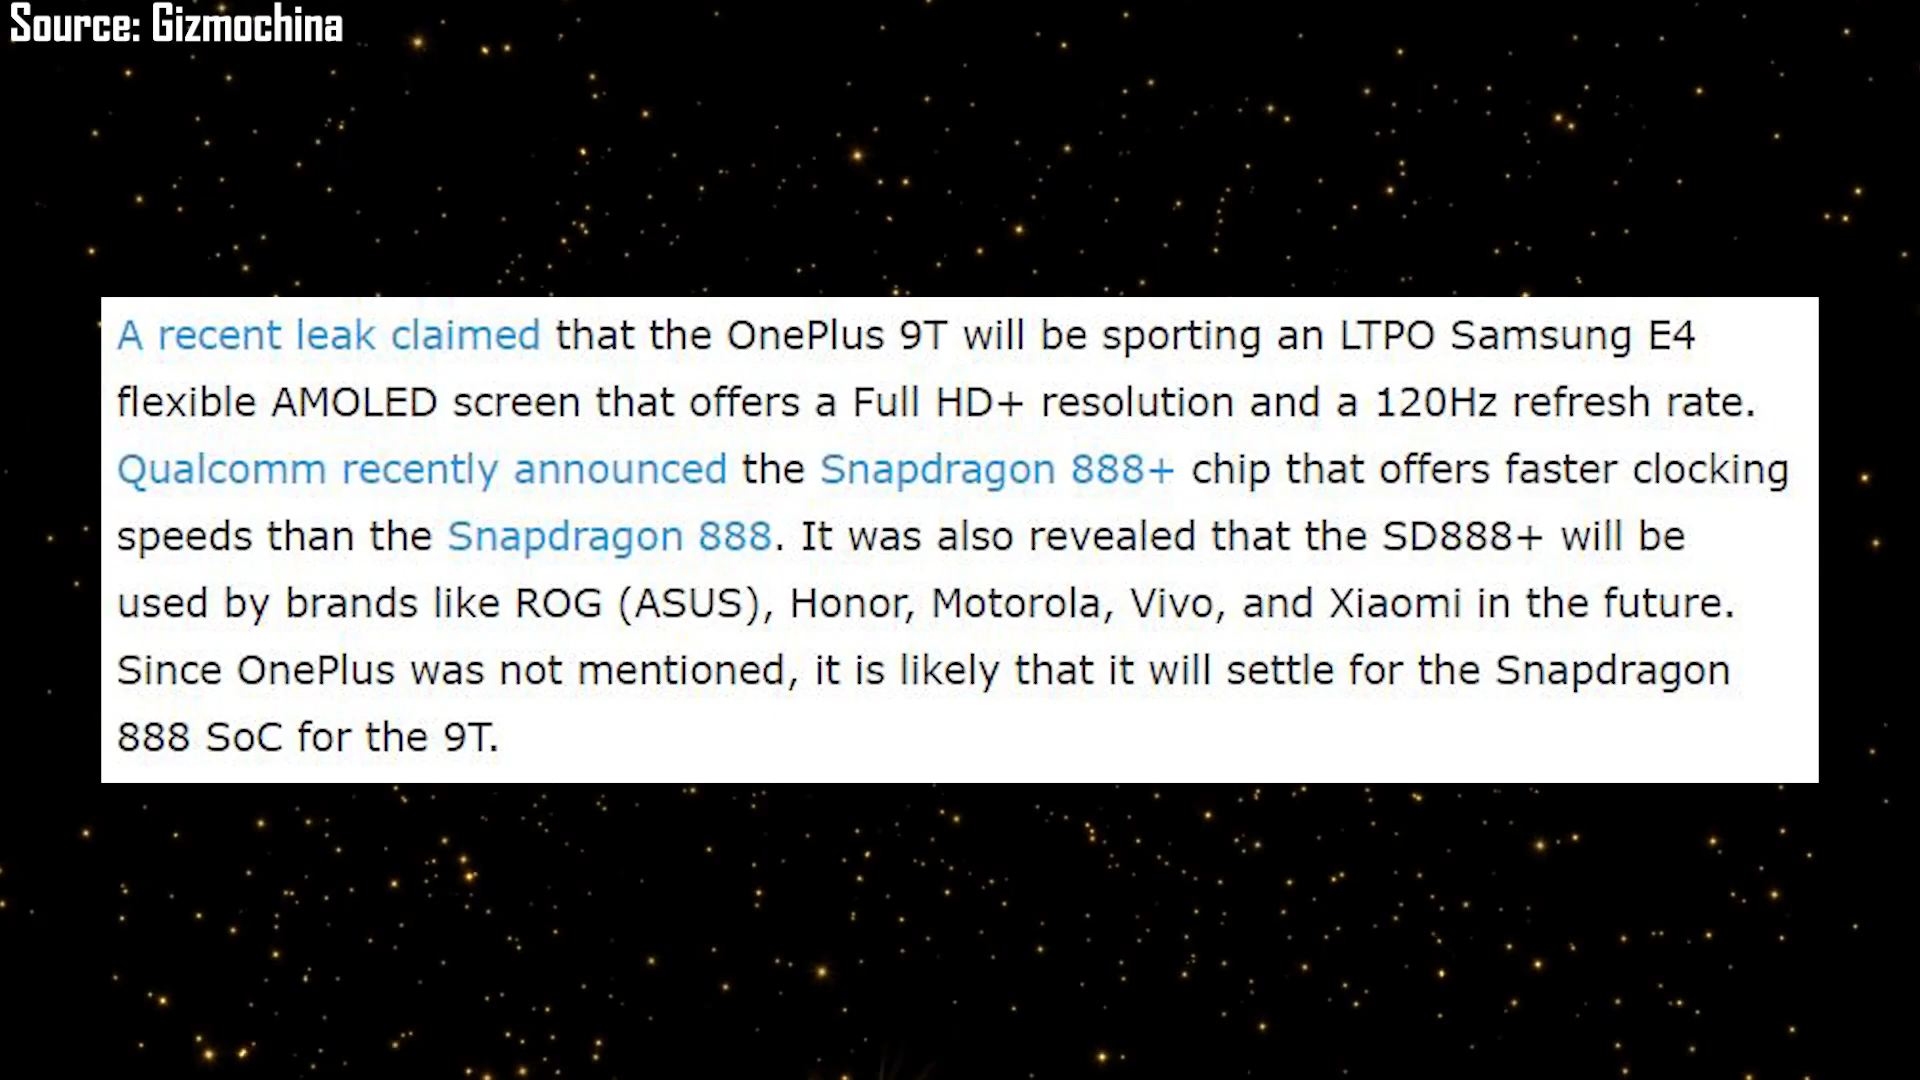 Source: Gizmochina
A recent leak claimed that the OnePlus 9T will be sporting an LTPO Samsung E4
flexible AMOLED screen that offers a Full HD+ resolution and a 120Hz refresh rate.
Qualcomm recently announced the Snapdragon 888+ chip that offers faster clocking
speeds than the Snapdragon 888. It was also revealed that the SD888+ will be
used by brands like ROG (ASUS), Honor, Motorola, Vivo, and Xiaomi in the future.
Since OnePlus was not mentioned, it is likely that it will settle for the Snapdragon
888 SoC for the 9T.